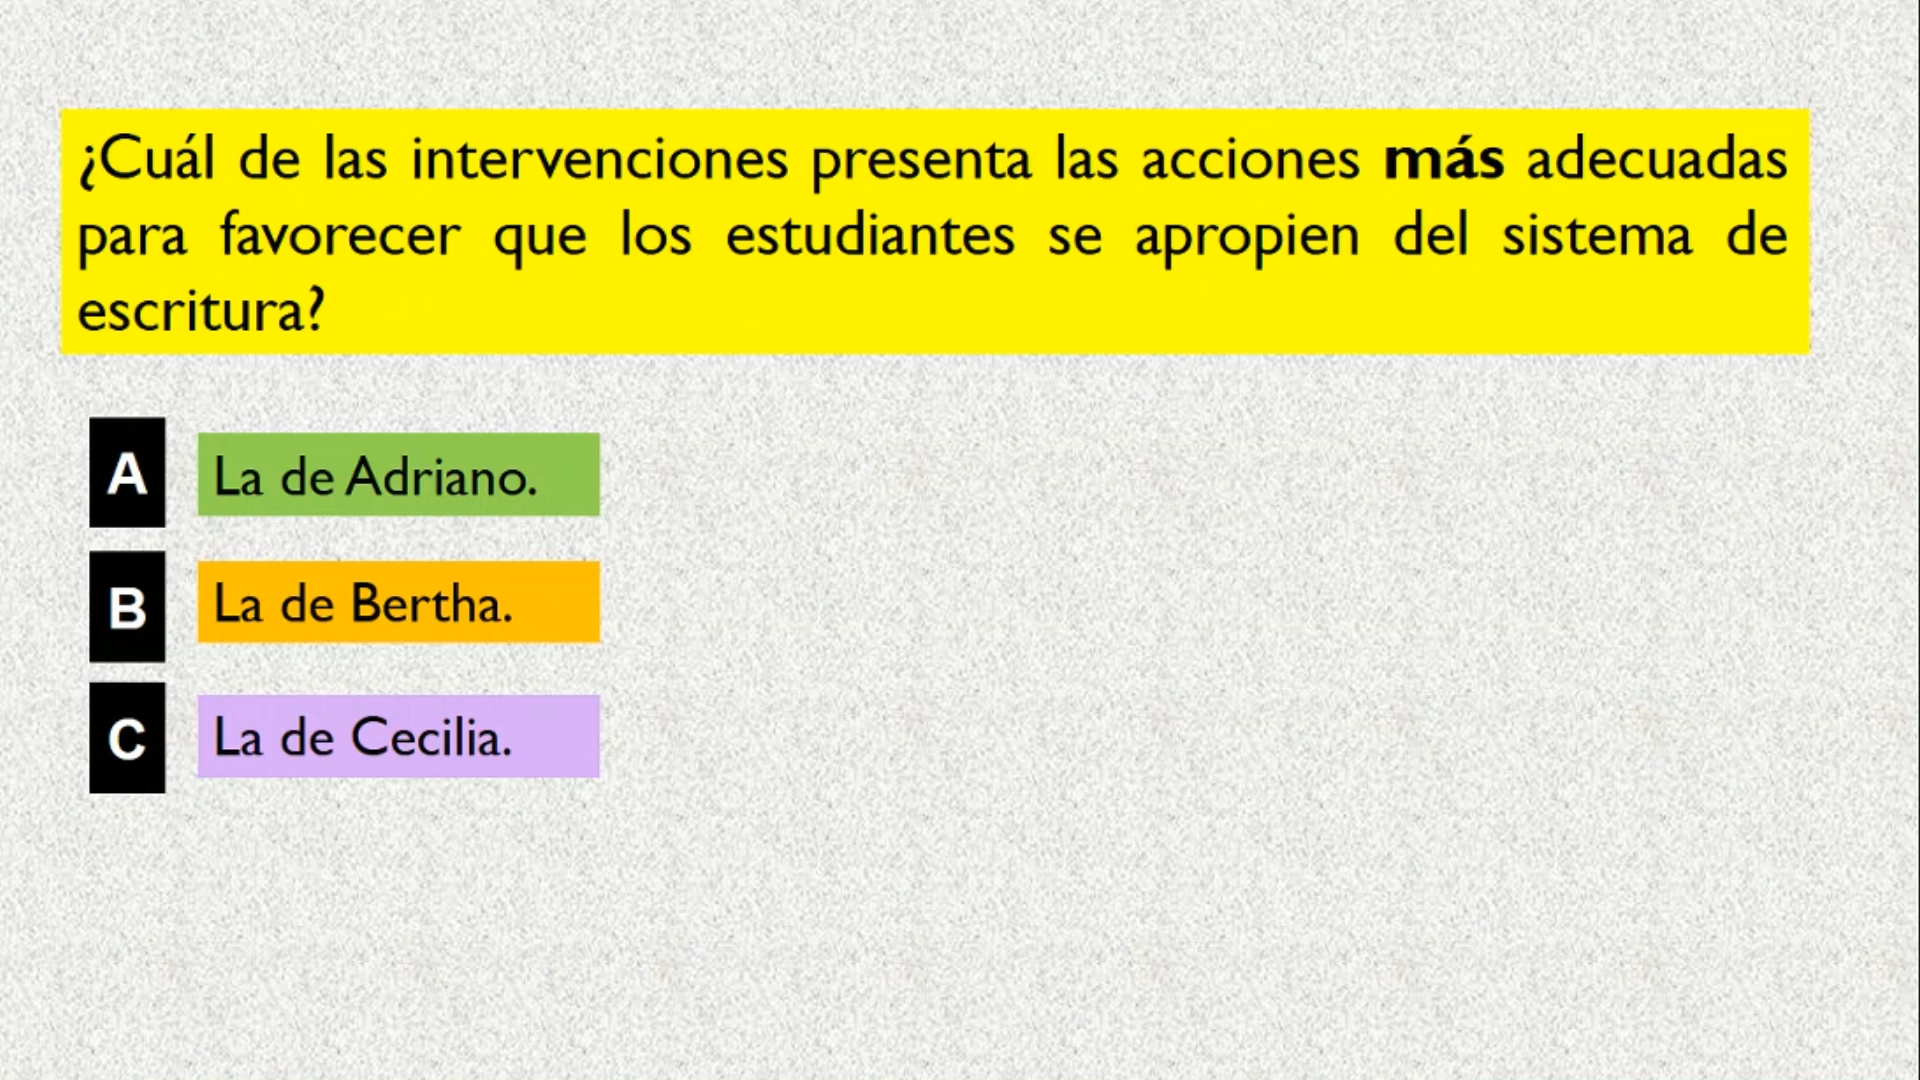 ¿Cuál de las intervenciones presenta las acciones más adecuadas
para favorecer que los estudiantes se apropien del sistema de
escritura?
A La de Adriano.
B La de Bertha.
C La de Cecilia.